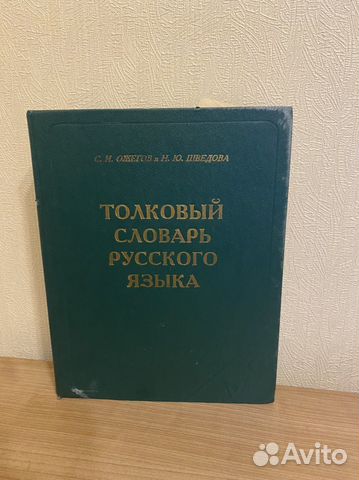 С. И. ОЖЕГОВ и Н. Ю. ШВЕДОВА
ТОЛКОВЫЙ
СЛОВАРЬ
РУССКОГО
ЯЗЫКА
Avito